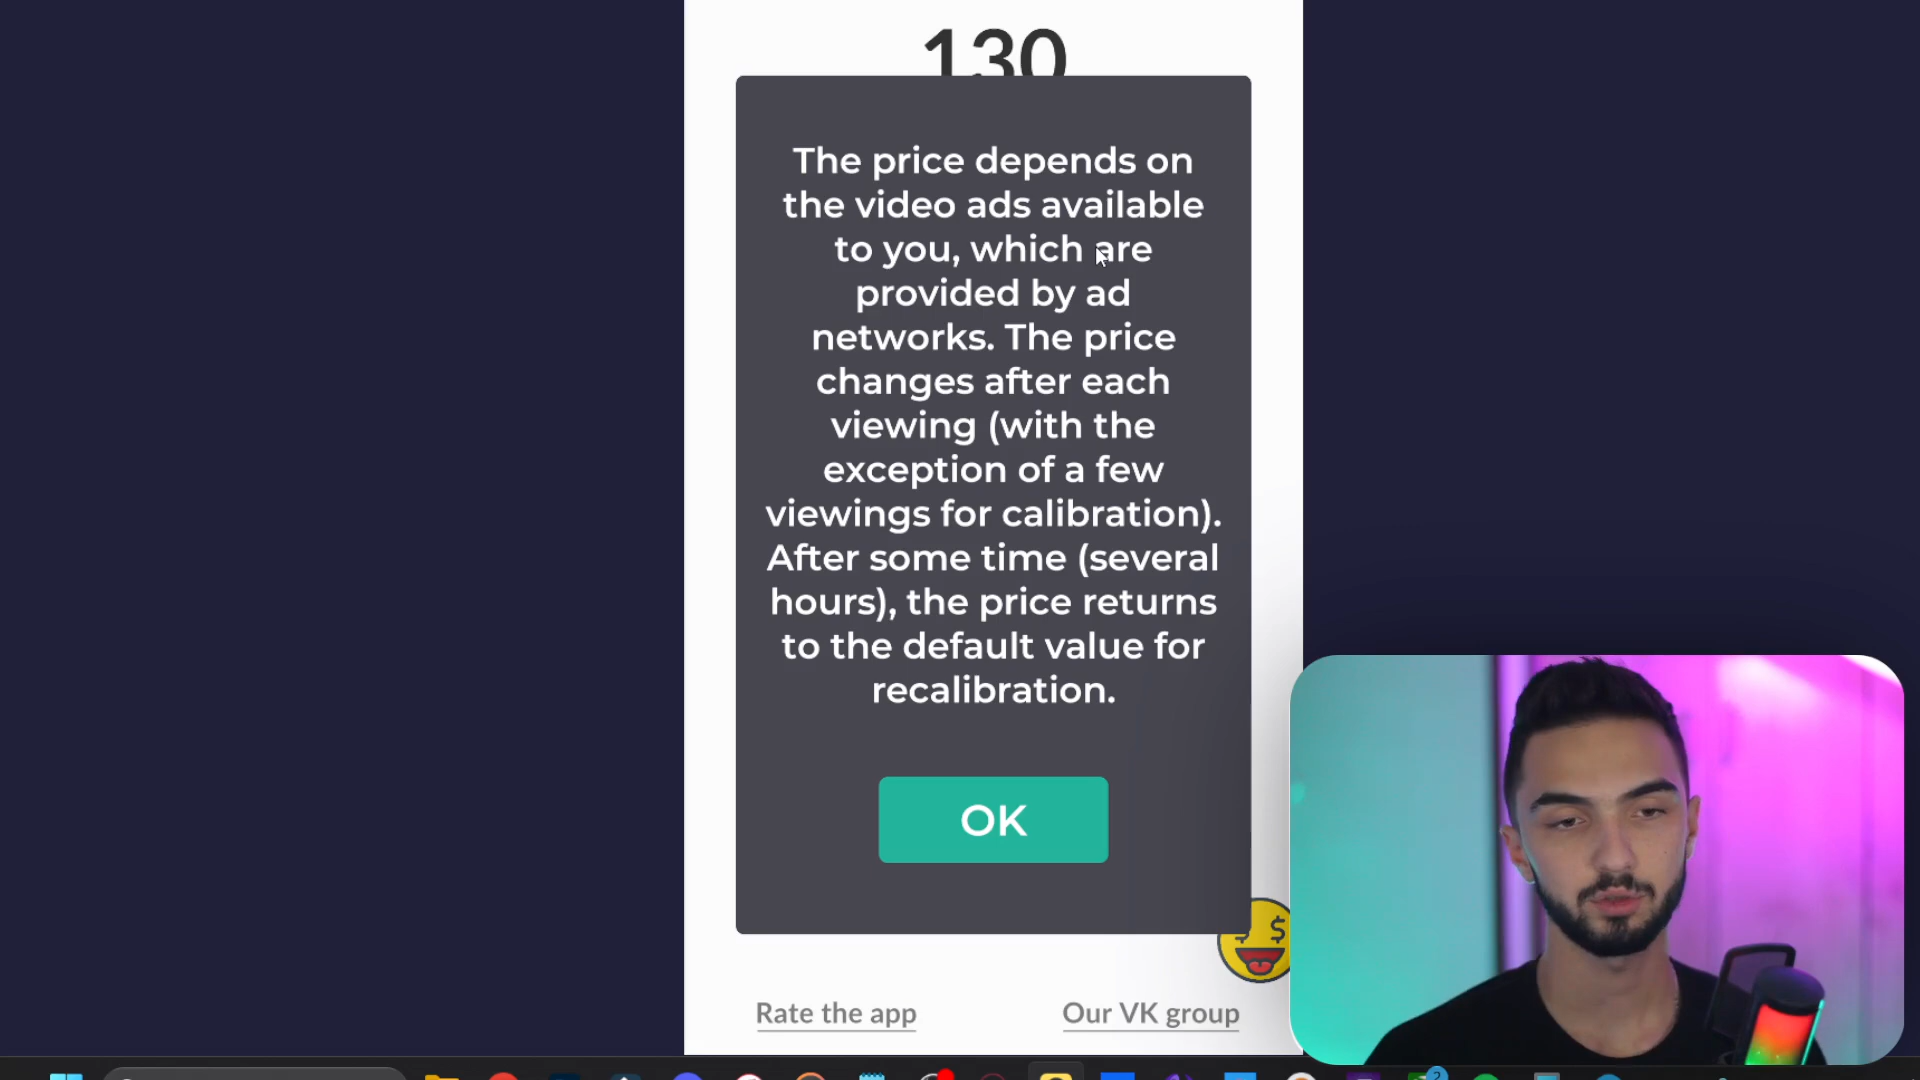 130
The price depends on
the video ads available
to you, which are
provided by ad
networks. The price
changes after each
viewing (with the
exception of a few
viewings for calibration).
After some time (several
hours), the price returns
to the default value for
recalibration.
OK
Rate the app
Our VK group
2